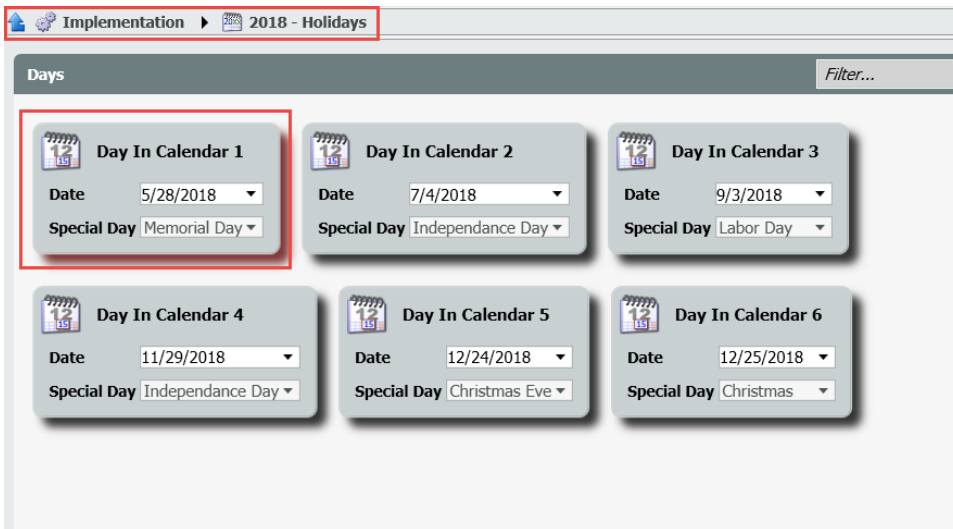 Implementation 2018 - Holidays
Days Filter...
Day In Calendar 1
Date 5/28/2018
Special Day Memorial Day
Day In Calendar 2
Date 7/4/2018
Special Day Independance Day
Day In Calendar 3
Date 9/3/2018
Special Day Labor Day
Day In Calendar 4
Date 11/29/2018
Special Day Independance Day
Day In Calendar 5
Date 12/24/2018
Special Day Christmas Eve
Day In Calendar 6
Date 12/25/2018
Special Day Christmas